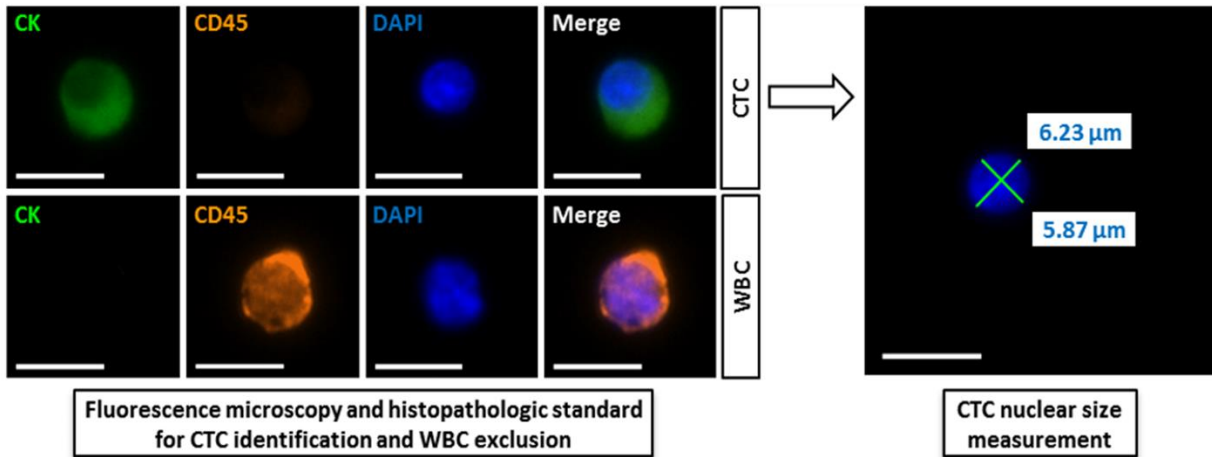 CK
CD45
DAPI
Merge
CTC
6.23 µm
5.87 µm
CK
CD45
DAPI
Merge
WBC
Fluorescence microscopy and histopathologic standard
for CTC identification and WBC exclusion
CTC nuclear size
measurement